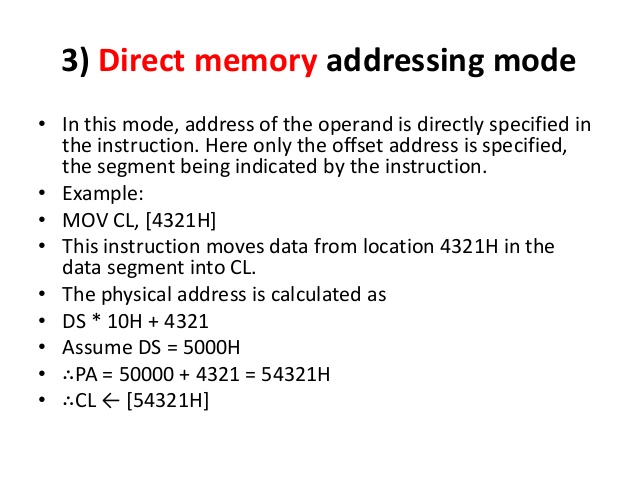 3) Direct memory addressing mode
• In this mode, address of the operand is directly specified in
the instruction. Here only the offset address is specified,
the segment being indicated by the instruction.
• Example:
• MOV CL, [4321H]
• This instruction moves data from location 4321H in the
data segment into CL.
• The physical address is calculated as
• DS * 10H + 4321
• Assume DS = 5000H
• ∴PA = 50000 + 4321 = 54321H
• ∴CL ← [54321H]